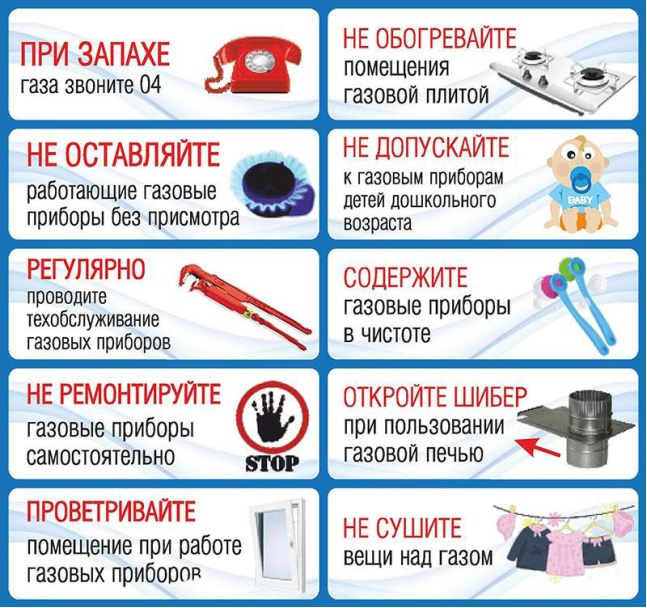 ПРИ ЗАПАХЕ
газа звоните 04
НЕ ОБОГРЕВАЙТЕ
помещения
газовой плитой
НЕ ОСТАВЛЯЙТЕ
работающие газовые
приборы без присмотра
НЕ ДОПУСКАЙТЕ
к газовым приборам
детей дошкольного
возраста
BABY
РЕГУЛЯРНО
проводите
техобслуживание
газовых приборов
СОДЕРЖИТЕ
газовые приборы
в чистоте
НЕ РЕМОНТИРУЙТЕ
газовые приборы
самостоятельно
STOP
ОТКРОЙТЕ ШИБЕР
при пользовании
газовой печью
ПРОВЕТРИВАЙТЕ
помещение при работе
газовых приборов
НЕ СУШИТЕ
вещи над газом